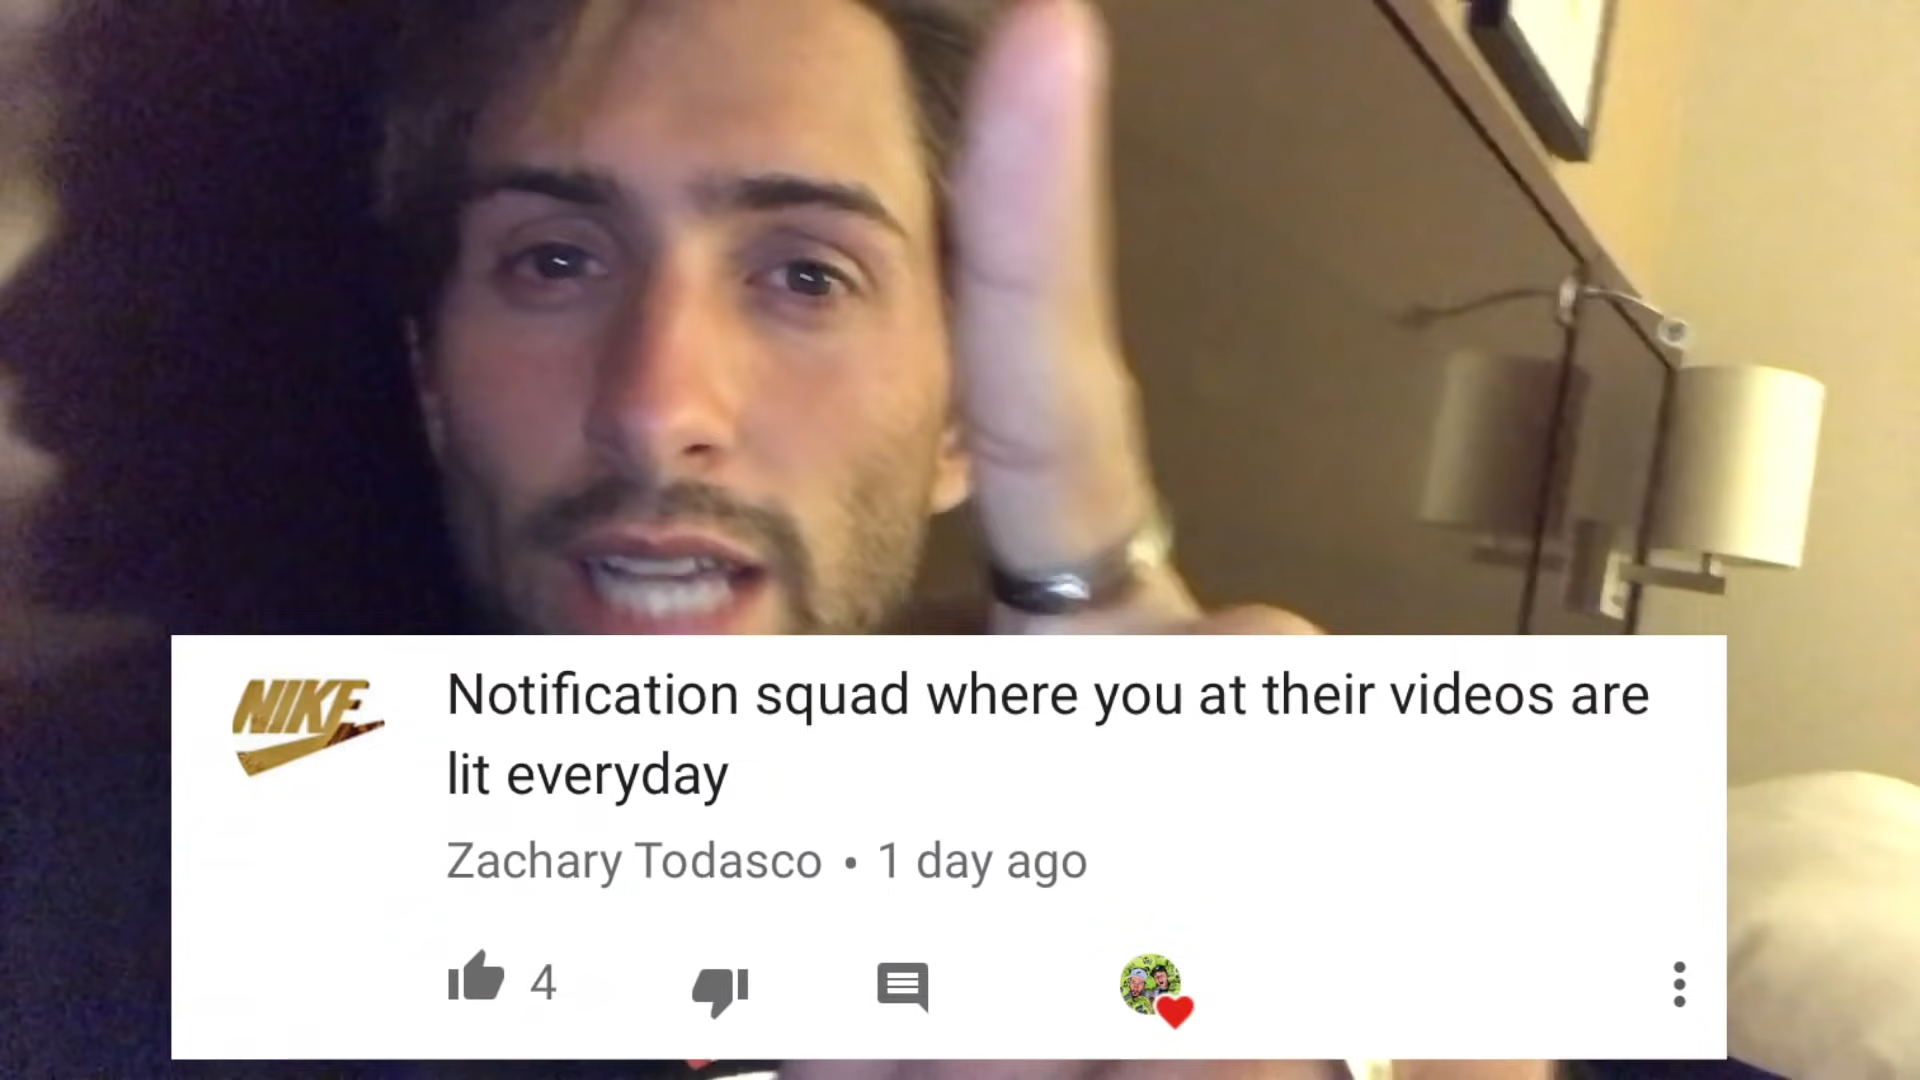 NIKE
Notification squad where you at their videos are
lit everyday
Zachary Todasco • 1 day ago
4